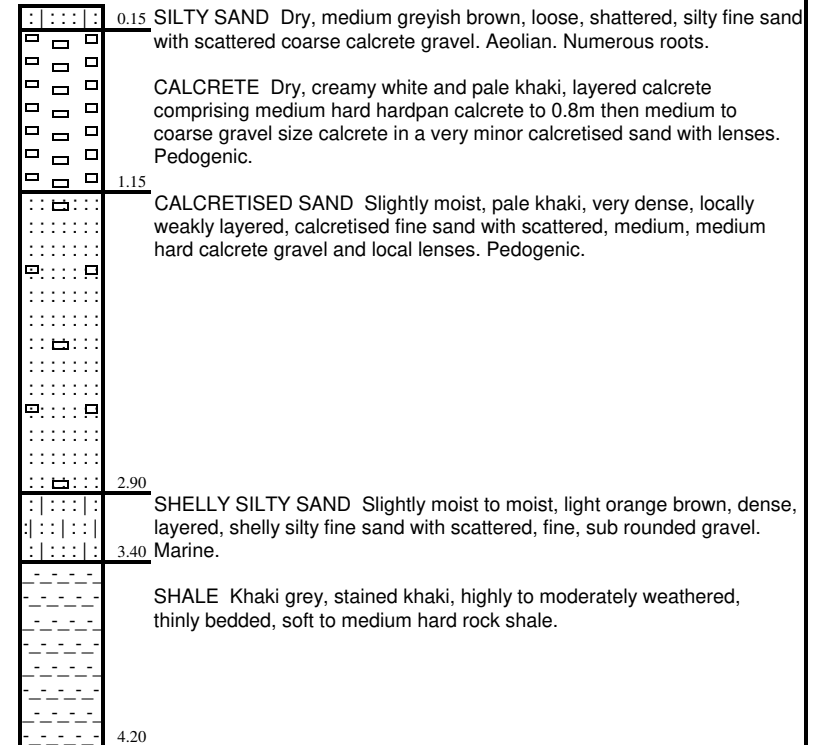 0.15 SILTY SAND Dry, medium greyish brown, loose, shattered, silty fine sand
with scattered coarse calcrete gravel. Aeolian. Numerous roots.
CALCRETE Dry, creamy white and pale khaki, layered calcrete
comprising medium hard hardpan calcrete to 0.8m then medium to
coarse gravel size calcrete in a very minor calcretised sand with lenses.
Pedogenic.
1.15
CALCRETISED SAND Slightly moist, pale khaki, very dense, locally
weakly layered, calcretised fine sand with scattered, medium, medium
hard calcrete gravel and local lenses. Pedogenic.
2.90
SHELLY SILTY SAND Slightly moist to moist, light orange brown, dense,
layered, shelly silty fine sand with scattered, fine, sub rounded gravel.
3.40 Marine.
SHALE Khaki grey, stained khaki, highly to moderately weathered,
thinly bedded, soft to medium hard rock shale.
4.20